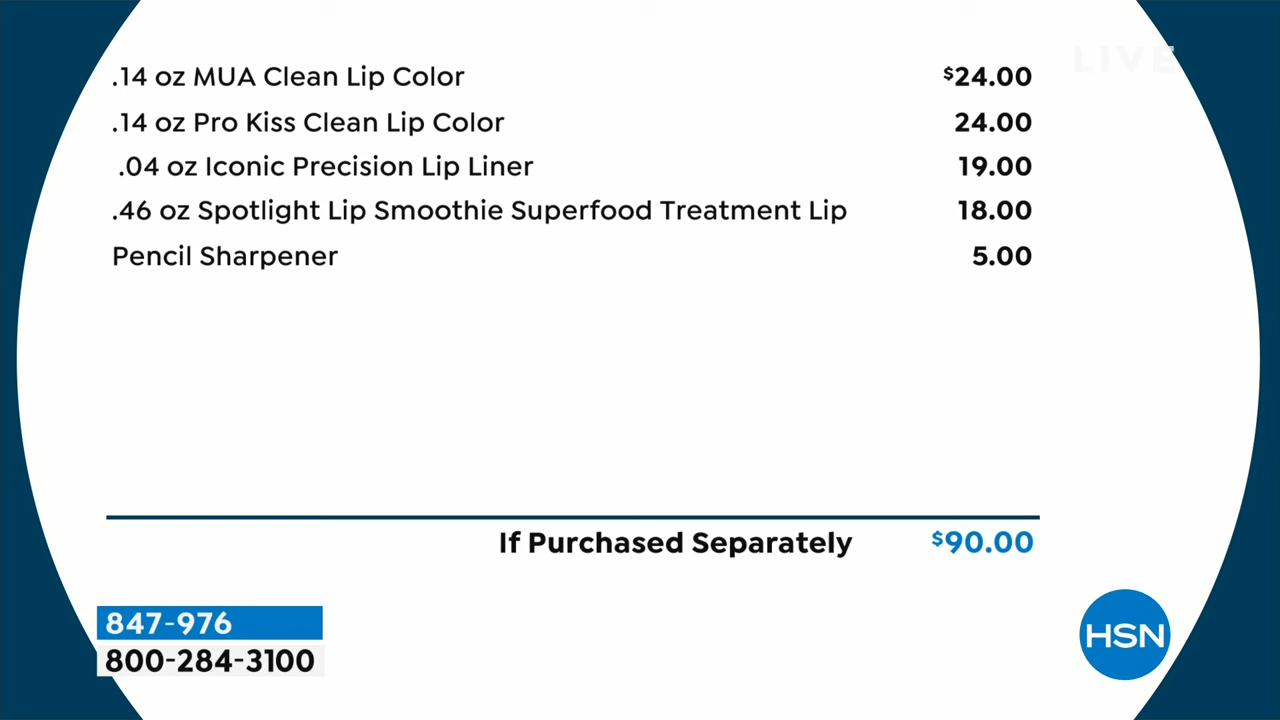 LIVE
.14 oz MUA Clean Lip Color $24.00
.14 oz Pro Kiss Clean Lip Color 24.00
.04 oz Iconic Precision Lip Liner 19.00
.46 oz Spotlight Lip Smoothie Superfood Treatment Lip 18.00
Pencil Sharpener 5.00
If Purchased Separately $90.00
847-976
800-284-3100
HSN